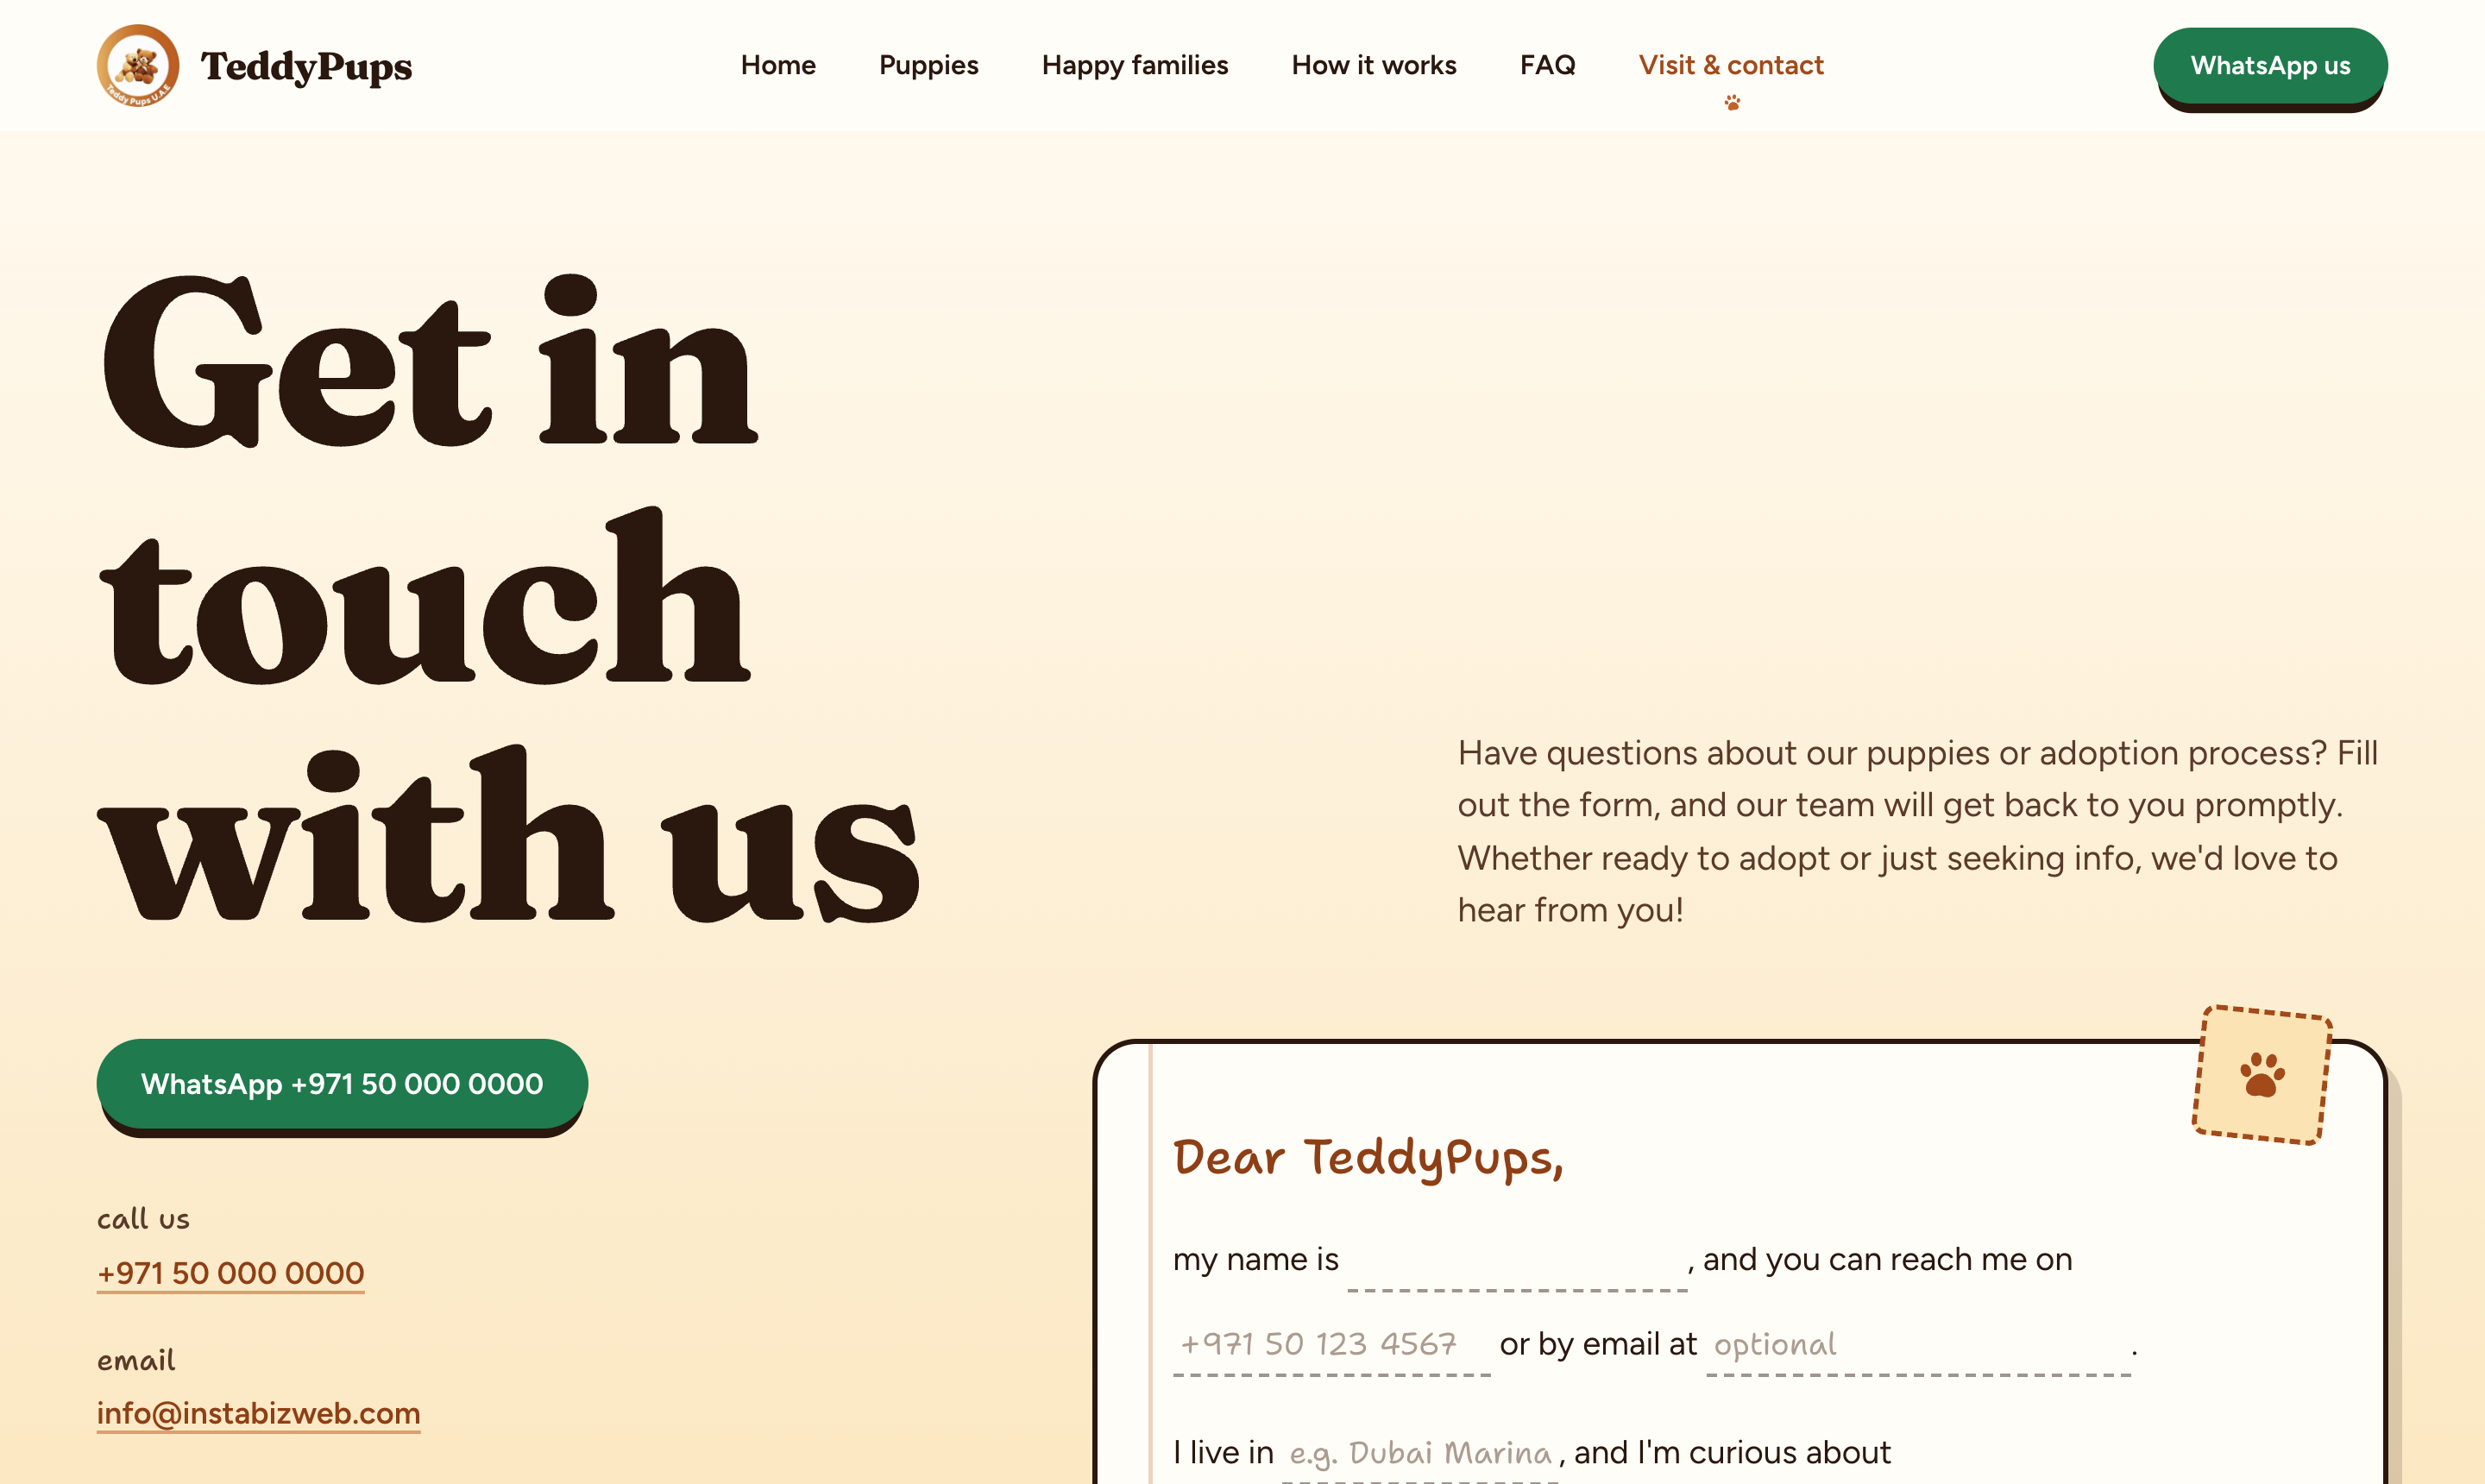 Teddy Pups U.A.E
TeddyPups
Home Puppies Happy families How it works FAQ Visit & contact
WhatsApp us
Get in
touch
with us
Have questions about our puppies or adoption process? Fill
out the form, and our team will get back to you promptly.
Whether ready to adopt or just seeking info, we'd love to
hear from you!
WhatsApp +971 50 000 0000
call us
+971 50 000 0000
email
info@instabizweb.com
Dear TeddyPups,
my name is , and you can reach me on
+971 50 123 4567 or by email at optional .
I live in e.g. Dubai Marina , and I'm curious about